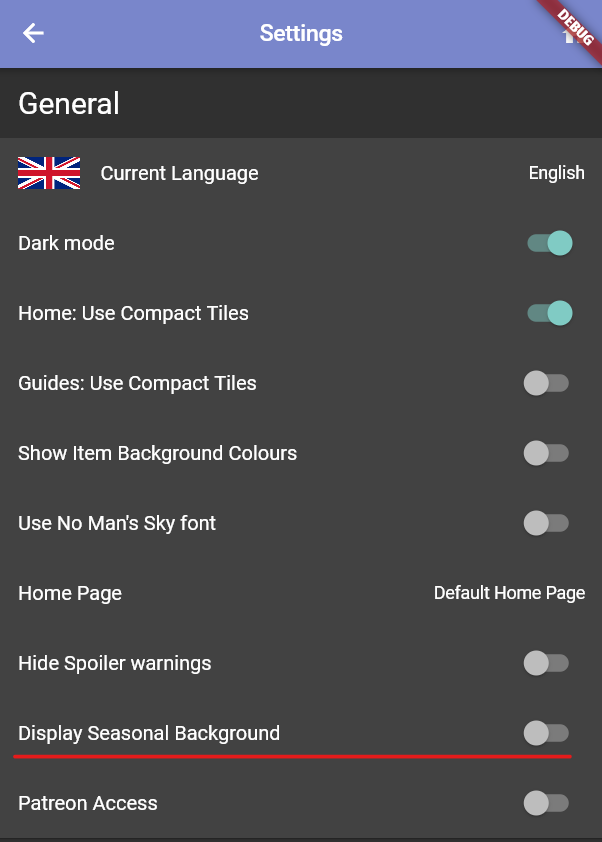 Settings
DEBUG
General
Current Language English
Dark mode
Home: Use Compact Tiles
Guides: Use Compact Tiles
Show Item Background Colours
Use No Man's Sky font
Home Page Default Home Page
Hide Spoiler warnings
Display Seasonal Background
Patreon Access